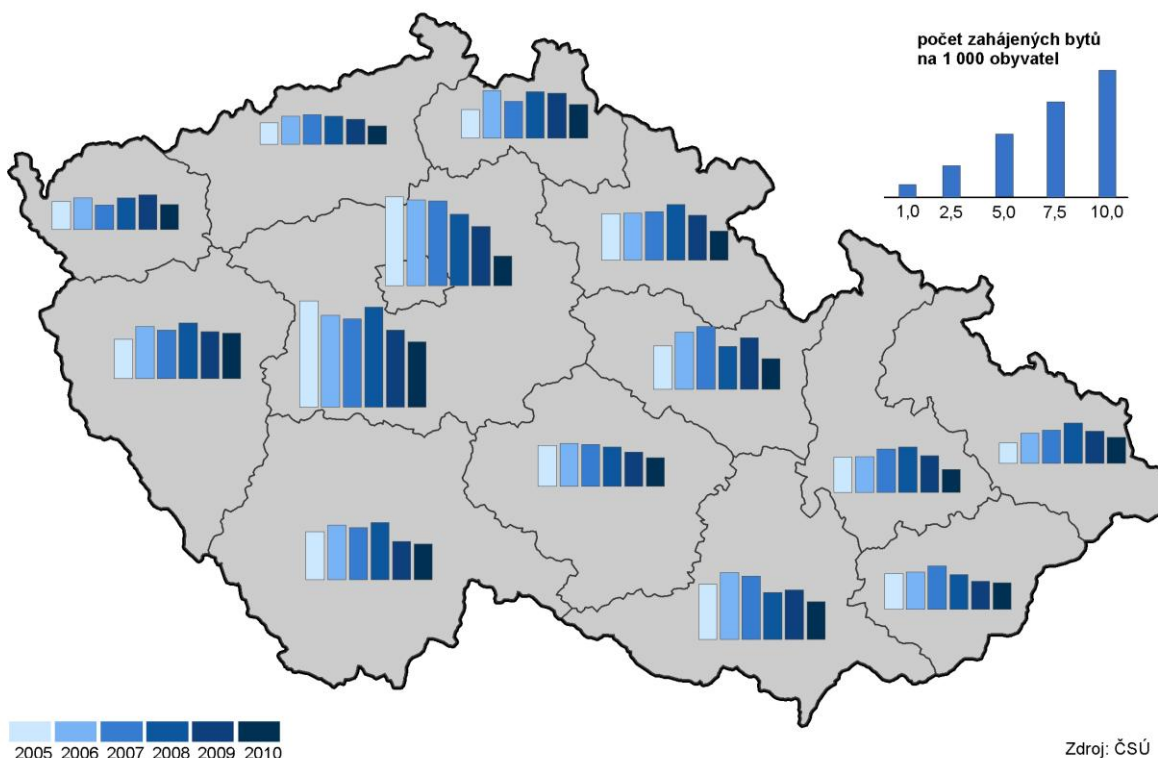 počet zahájených bytů
na 1 000 obyvatel
1,0 2,5 5,0 7,5 10,0
2005 2006 2007 2008 2009 2010
Zdroj: ČSÚ